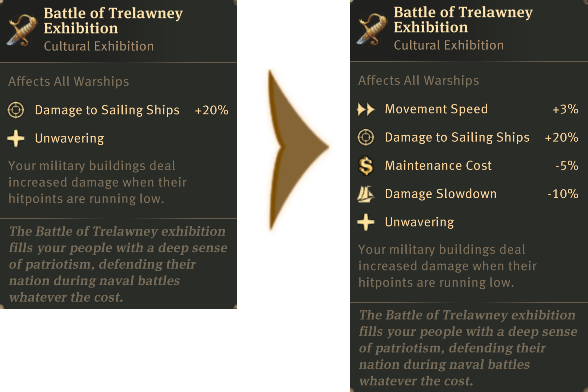 Battle of Trelawney
Exhibition
Cultural Exhibition
Affects All Warships
Damage to Sailing Ships +20%
Unwavering
Your military buildings deal
increased damage when their
hitpoints are running low.
The Battle of Trelawney exhibition
fills your people with a deep sense
of patriotism, defending their
nation during naval battles
whatever the cost.
Battle of Trelawney
Exhibition
Cultural Exhibition
Affects All Warships
Movement Speed +3%
Damage to Sailing Ships +20%
Maintenance Cost -5%
Damage Slowdown -10%
Unwavering
Your military buildings deal
increased damage when their
hitpoints are running low.
The Battle of Trelawney exhibition
fills your people with a deep sense
of patriotism, defending their
nation during naval battles
whatever the cost.